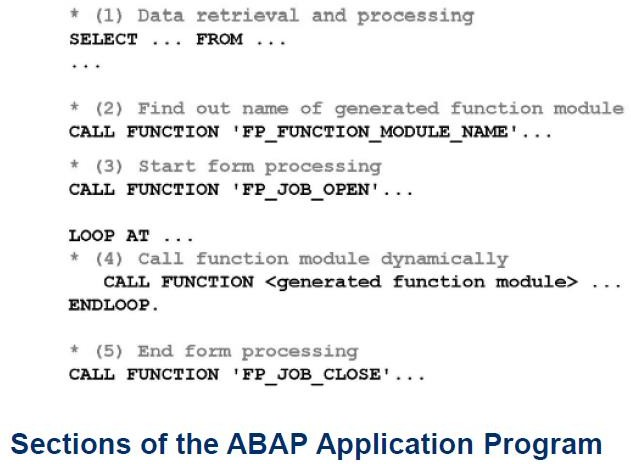 * (1) Data retrieval and processing
SELECT ... FROM ...
...
* (2) Find out name of generated function module
CALL FUNCTION 'FP_FUNCTION_MODULE_NAME'...
* (3) Start form processing
CALL FUNCTION 'FP_JOB_OPEN'...
LOOP AT ...
* (4) Call function module dynamically
CALL FUNCTION <generated function module> ...
ENDLOOP.
* (5) End form processing
CALL FUNCTION 'FP_JOB_CLOSE'...
Sections of the ABAP Application Program